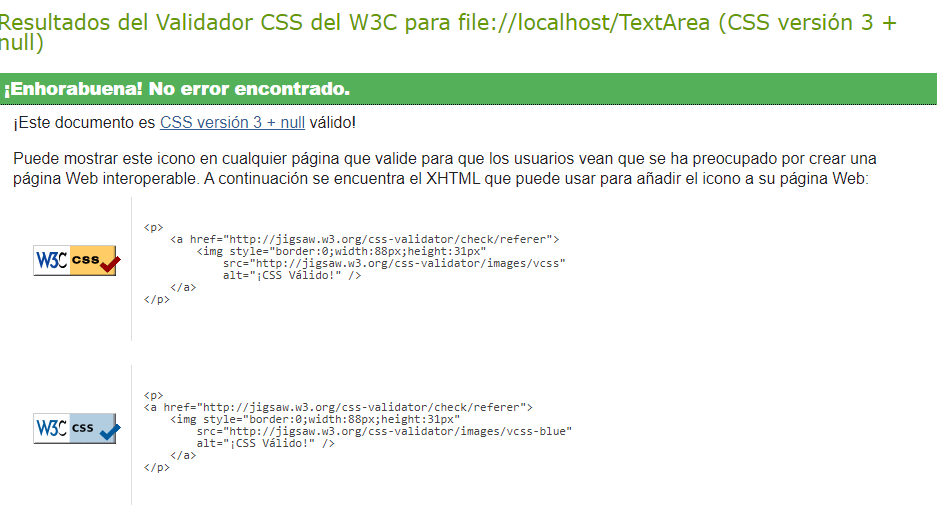 Resultados del Validador CSS del W3C para file://localhost/TextArea (CSS versión 3 +
null)
¡Enhorabuena! No error encontrado.
¡Este documento es CSS versión 3 + null válido!
Puede mostrar este icono en cualquier página que valide para que los usuarios vean que se ha preocupado por crear una
página Web interoperable. A continuación se encuentra el XHTML que puede usar para añadir el icono a su página Web:
W3C css
<p>
<a href="http://jigsaw.w3.org/css-validator/check/referer">
<img style="border:0;width:88px;height:31px"
src="http://jigsaw.w3.org/css-validator/images/vcss"
alt="¡CSS Válido!" />
</a>
</p>
W3C css
<p>
<a href="http://jigsaw.w3.org/css-validator/check/referer">
<img style="border:0;width:88px;height:31px"
src="http://jigsaw.w3.org/css-validator/images/vcss-blue"
alt="¡CSS Válido!" />
</a>
</p>